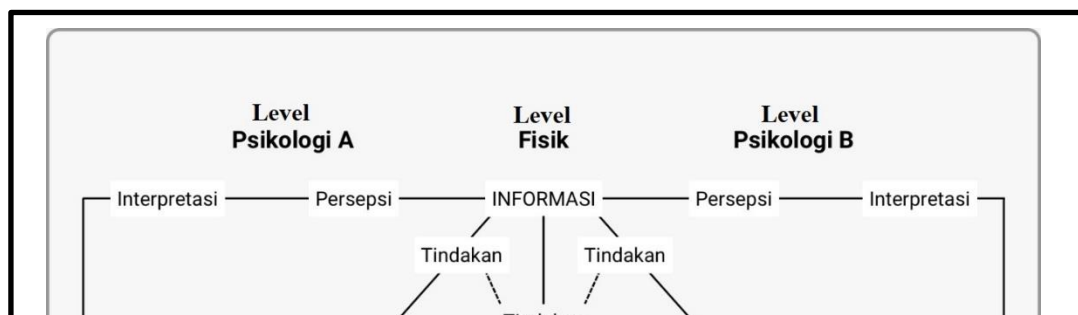 Level
Psikologi A
Level
Fisik
Level
Psikologi B
Interpretasi
Persepsi
INFORMASI
Persepsi
Interpretasi
Tindakan
Tindakan